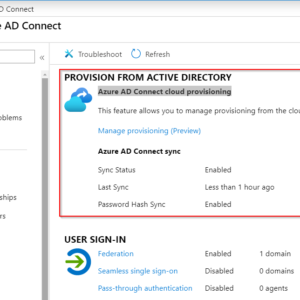 AD Connect
AD Connect
«
Troubleshoot
Refresh
PROVISION FROM ACTIVE DIRECTORY
Azure AD Connect cloud provisioning
This feature allows you to manage provisioning from the clou
Manage provisioning (Preview)
Azure AD Connect sync
Sync Status Enabled
Last Sync Less than 1 hour ago
Password Hash Sync Enabled
USER SIGN-IN
Federation Enabled 1 domain
Seamless single sign-on Disabled 0 domains
Pass-through authentication Disabled 0 agents
oblems
ships
rs